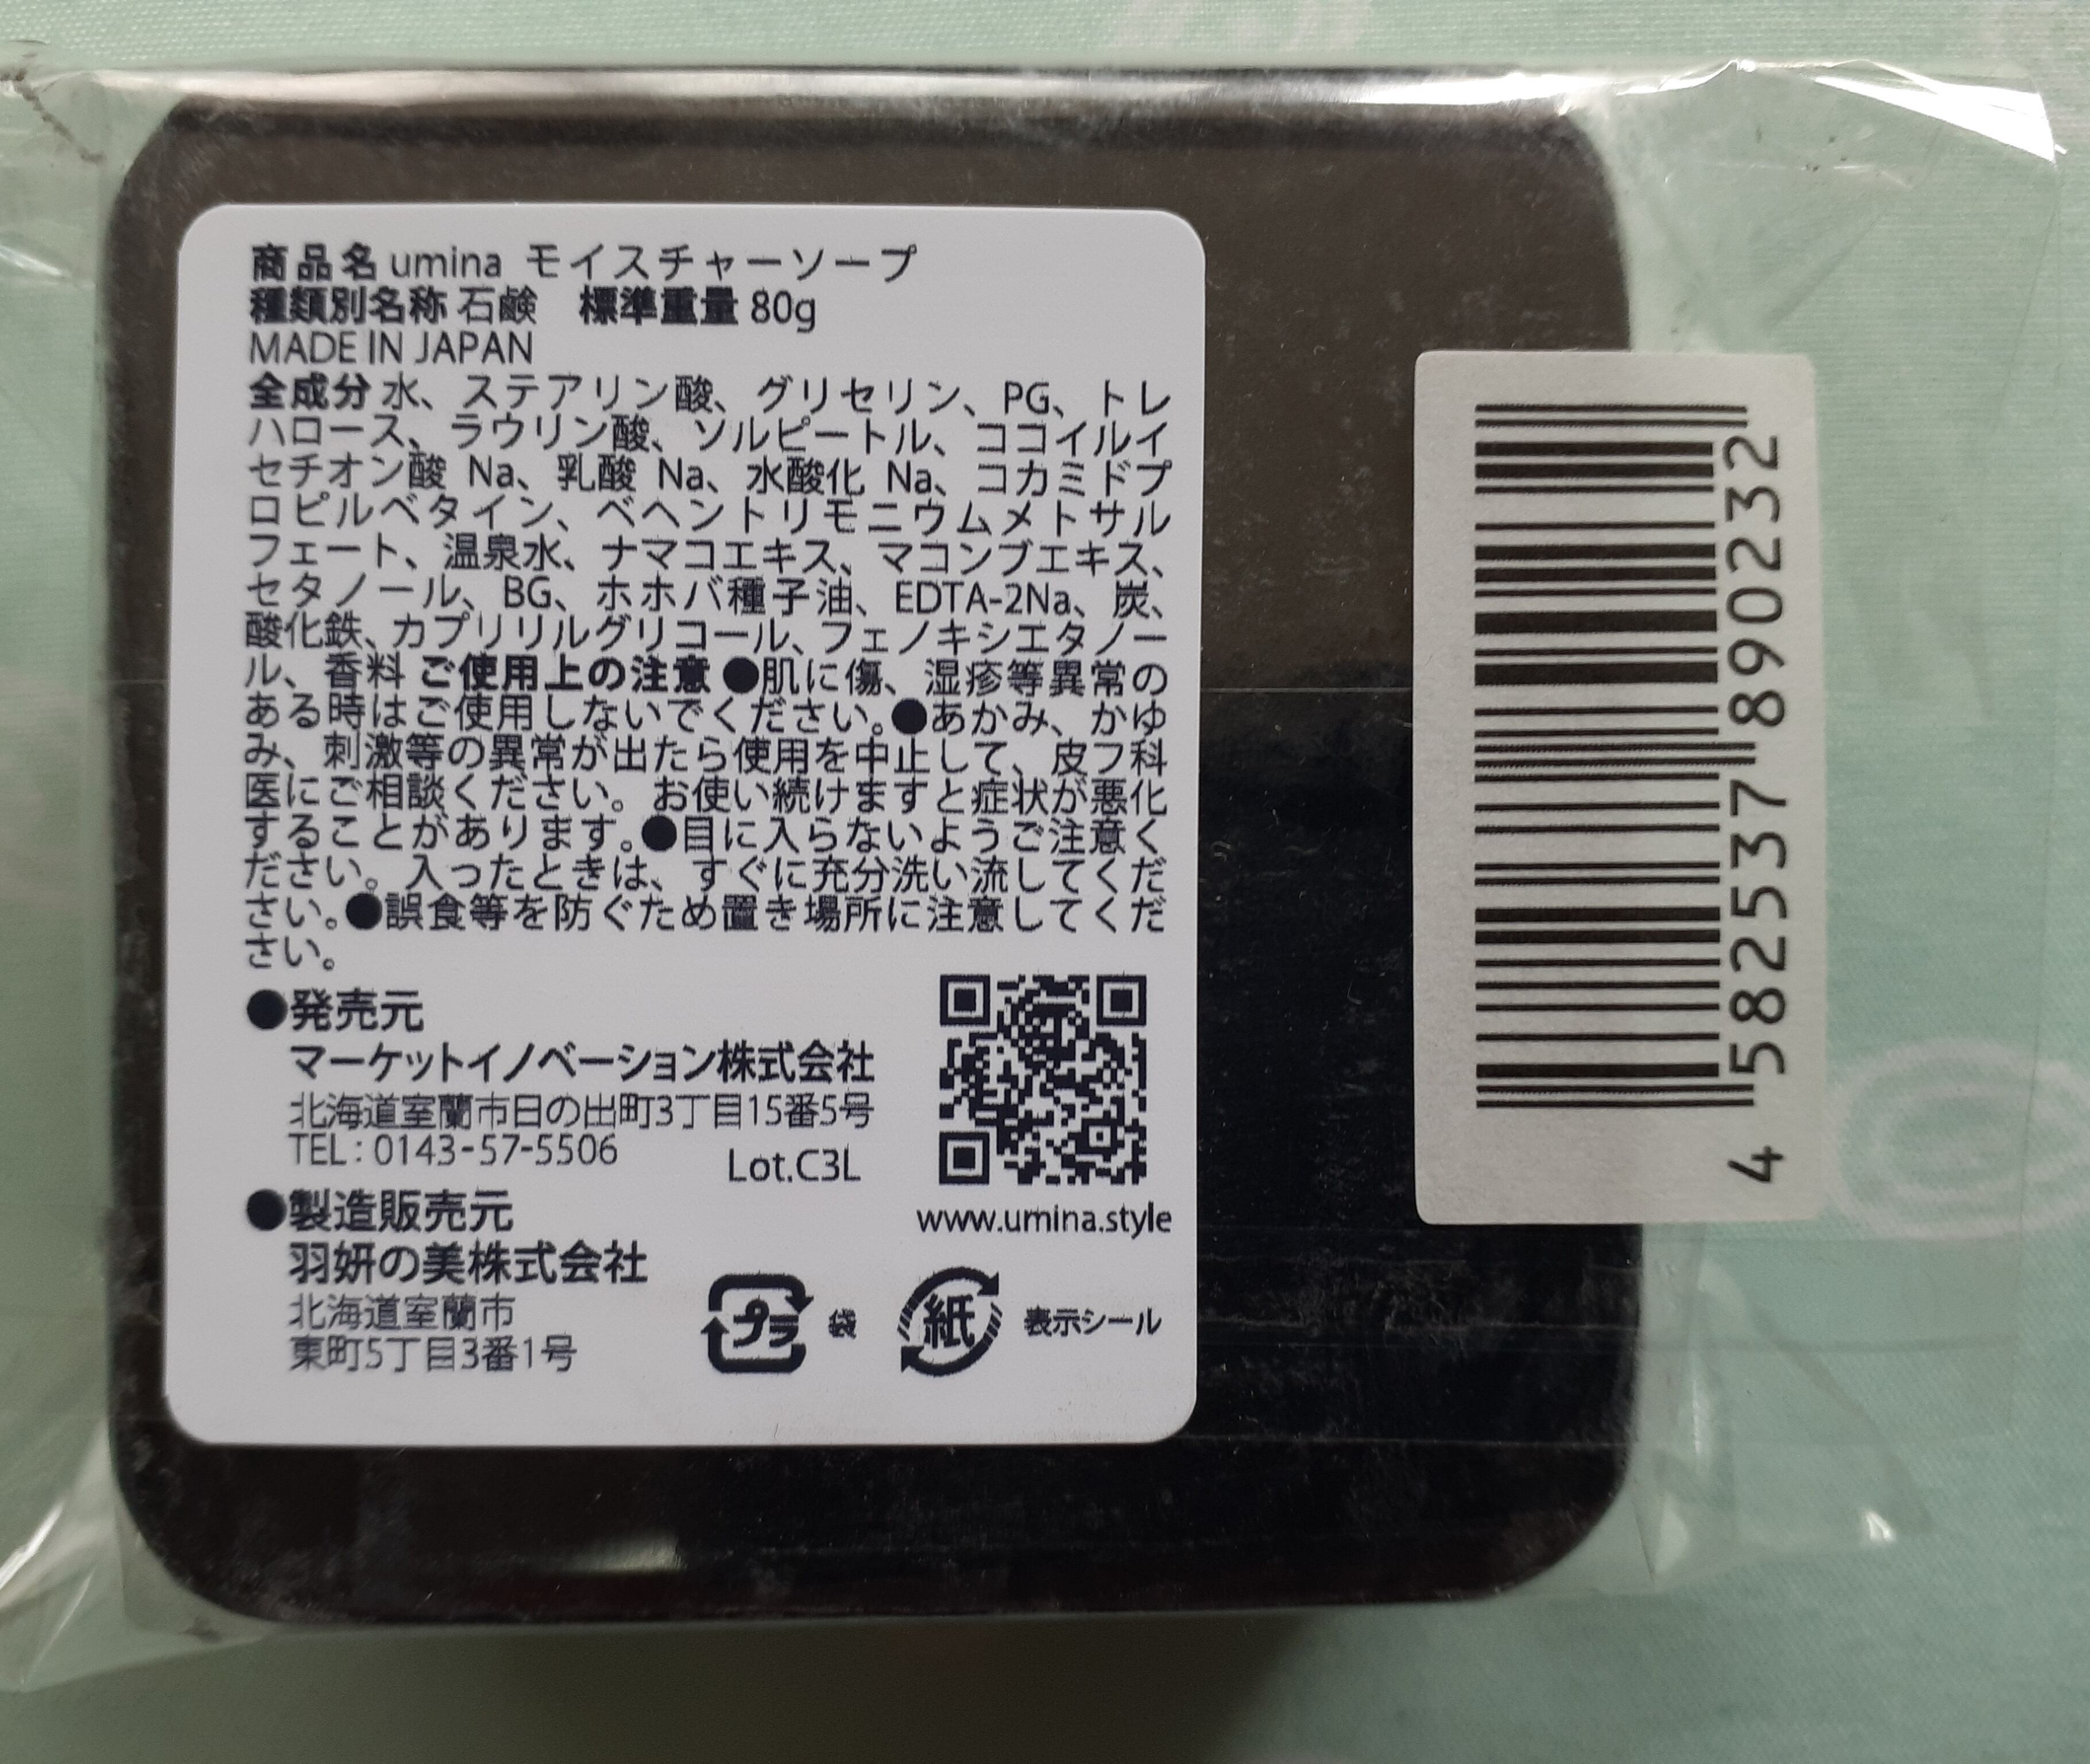 商品名 umina モイスチャーソープ
種類別名称 石鹸 標準重量 80g
MADE IN JAPAN
全成分 水、ステアリン酸、グリセリン、PG、トレ
ハロース、ラウリン酸、ソルビトール、ココイルイ
セチオン酸 Na、乳酸 Na、水酸化 Na、コカミドプ
ロピルベタイン、ベヘントリモニウムメトサル
フェート、温泉水、ナマコエキス、マコンブエキス、
セタノール、BG、ホホバ種子油、EDTA-2Na、炭、
酸化鉄、カプリリルグリコール、フェノキシエタノー
ル、香料 ご使用上の注意 ●肌に傷、湿疹等異常の
ある時はご使用しないでください。●あかみ、かゆ
み、刺激等の異常が出たら使用を中止して、皮フ科
医にご相談ください。お使い続けますと症状が悪化
することがあります。●目に入らないようご注意く
ださい。入ったときは、すぐに充分洗い流してくだ
さい。●誤食等を防ぐため置き場所に注意してくだ
さい。
●発売元
マーケットイノベーション株式会社
北海道室蘭市日の出町3丁目15番5号
TEL:0143-57-5506
Lot.C3L
●製造販売元
羽妍の美株式会社
北海道室蘭市
東町5丁目3番1号
www.umina.style
プラ 袋
紙 表示シール
4 582537 890232